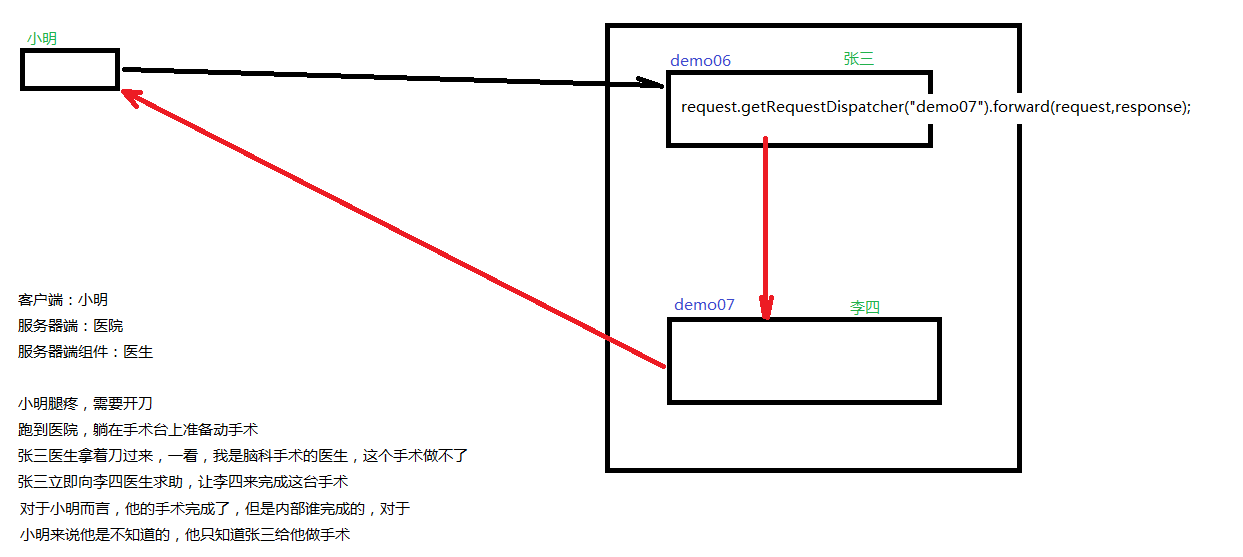 小明
demo06
张三
request.getRequestDispatcher("demo07").forward(request,response);
demo07
李四
客户端：小明
服务器端：医院
服务器端组件：医生
小明腿疼，需要开刀
跑到医院，躺在手术台上准备动手术
张三医生拿着刀过来，一看，我是脑科手术的医生，这个手术做不了
张三立即向李四医生求助，让李四来完成这台手术
对于小明而言，他的手术完成了，但是内部谁完成的，对于
小明来说他是不知道的，他只知道张三给他做手术